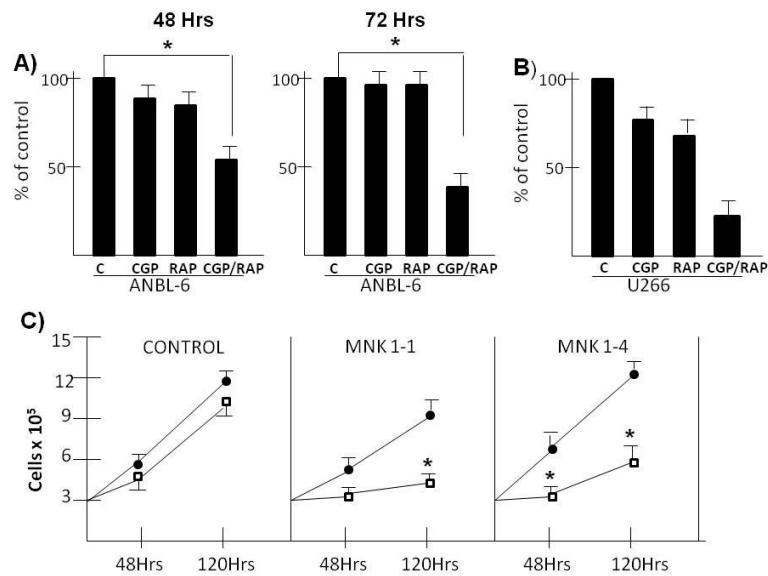 48 Hrs
72 Hrs
A)
*
*
B)
% of control
100
50
C CGP RAP CGP/RAP
ANBL-6
100
50
C CGP RAP CGP/RAP
ANBL-6
% of control
100
50
C CGP RAP CGP/RAP
U266
C)
Cells x 10⁵
15
12
9
6
3
CONTROL
MNK 1-1
MNK 1-4
*
*
*
48Hrs 120Hrs
48Hrs 120Hrs
48Hrs 120Hrs